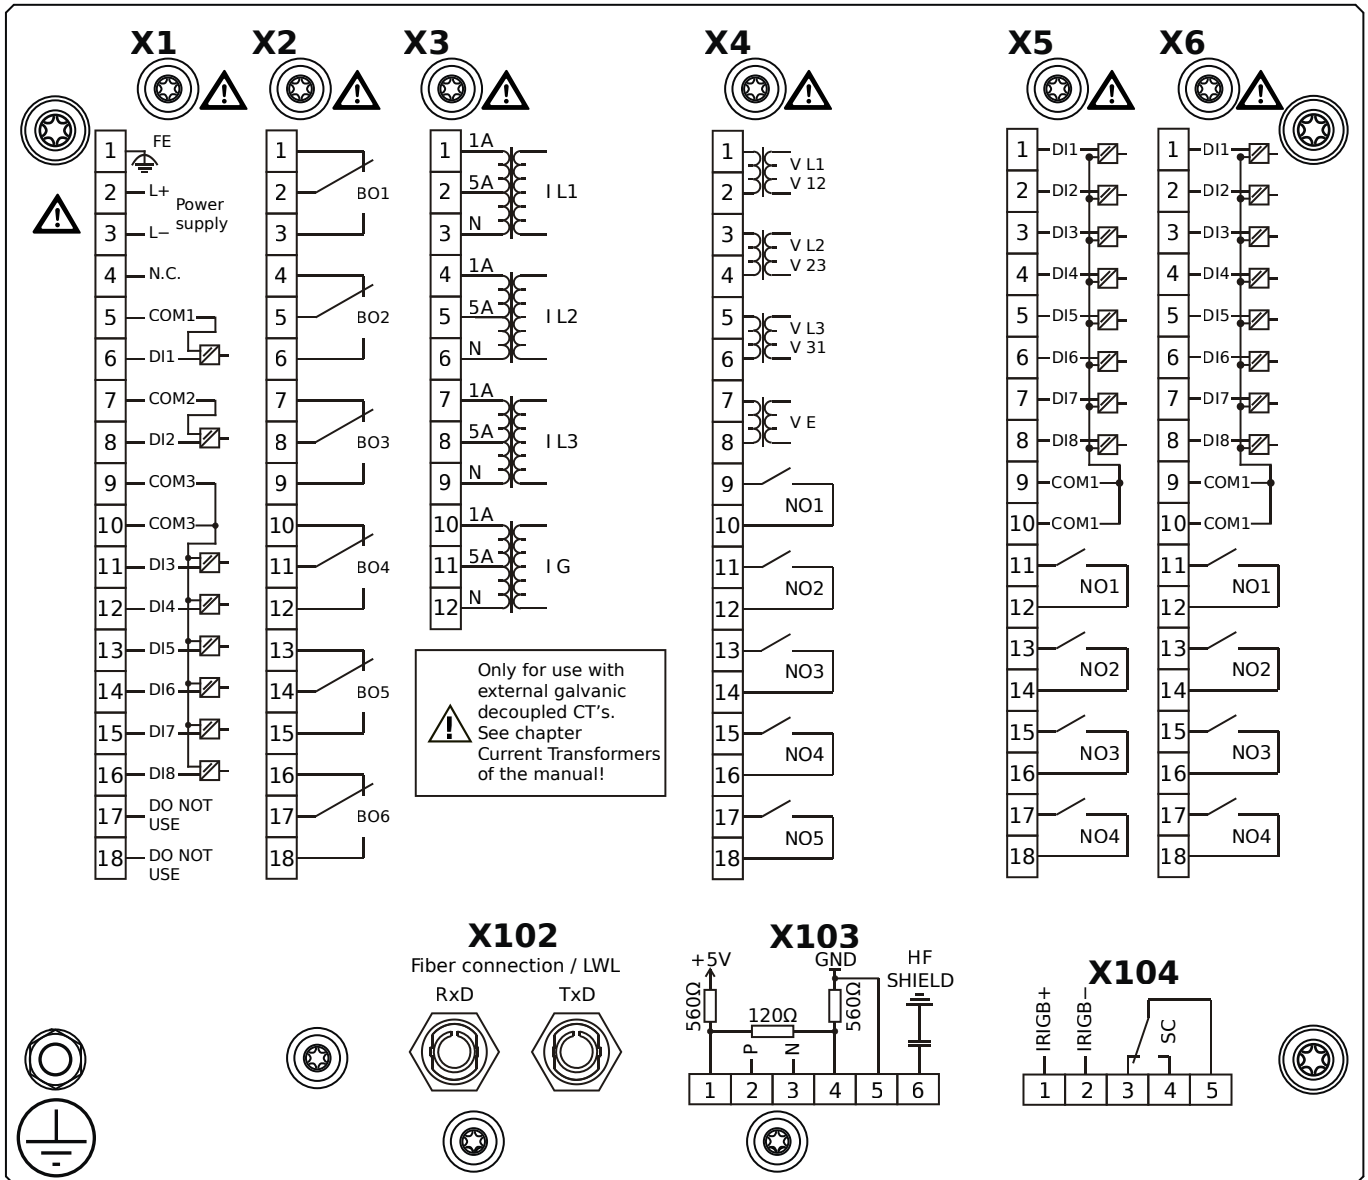 X1 X2 X3 X4 X5 X6
1 FE
2 L+
Power
supply
3 L−
4 N.C.
5 COM1
6 DI1
7 COM2
8 DI2
9 COM3
10 COM3
11 DI3
12 DI4
13 DI5
14 DI6
15 DI7
16 DI8
17 DO NOT
USE
18 DO NOT
USE
1
2 BO1
3
4
5 BO2
6
7
8 BO3
9
10
11 BO4
12
13
14 BO5
15
16
17 BO6
18
1 1A
2 5A I L1
3 N
4 1A
5 5A I L2
6 N
7 1A
8 5A I L3
9 N
10 1A
11 5A I G
12 N
Only for use with
external galvanic
decoupled CT's.
See chapter
Current Transformers
of the manual!
1 V L1
2 V 12
3 V L2
4 V 23
5 V L3
6 V 31
7
V E
8
9
NO1
10
11
NO2
12
13
NO3
14
15
NO4
16
17
NO5
18
1 DI1
2 DI2
3 DI3
4 DI4
5 DI5
6 DI6
7 DI7
8 DI8
9 COM1
10 COM1
11
NO1
12
13
NO2
14
15
NO3
16
17
NO4
18
1 DI1
2 DI2
3 DI3
4 DI4
5 DI5
6 DI6
7 DI7
8 DI8
9 COM1
10 COM1
11
NO1
12
13
NO2
14
15
NO3
16
17
NO4
18
X102
Fiber connection / LWL
RxD TxD
X103
+5V GND HF
SHIELD
560Ω 120Ω 560Ω
P N
1 2 3 4 5 6
X104
IRIGB+ IRIGB− SC
1 2 3 4 5